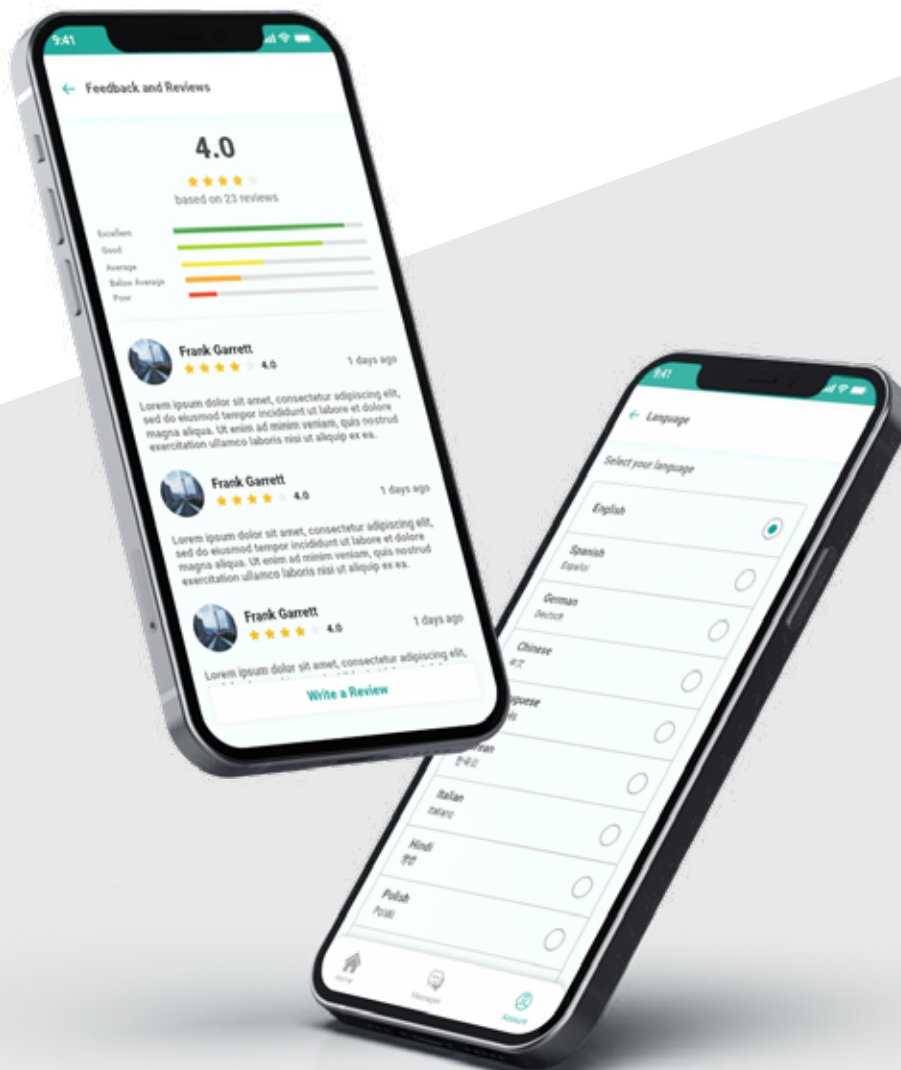 9:41
Feedback and Reviews
4.0
based on 23 reviews
Excellent
Good
Average
Below Average
Poor
Frank Garrett
4.0
1 days ago
Lorem ipsum dolor sit amet, consectetur adipiscing elit,
sed do eiusmod tempor incididunt ut labore et dolore
magna aliqua. Ut enim ad minim veniam, quis nostrud
exercitation ullamco laboris nisi ut aliquip ex ea.
Frank Garrett
4.0
1 days ago
Lorem ipsum dolor sit amet, consectetur adipiscing elit,
sed do eiusmod tempor incididunt ut labore et dolore
magna aliqua. Ut enim ad minim veniam, quis nostrud
exercitation ullamco laboris nisi ut aliquip ex ea.
Frank Garrett
4.0
1 days ago
Lorem ipsum dolor sit amet, consectetur adipiscing elit,
Write a Review
9:41
Language
Select your language
English
Spanish
Español
German
Deutsch
Chinese
中文
Italian
Italiano
Hindi
हिंदी
Polish
Polski
Home
Account